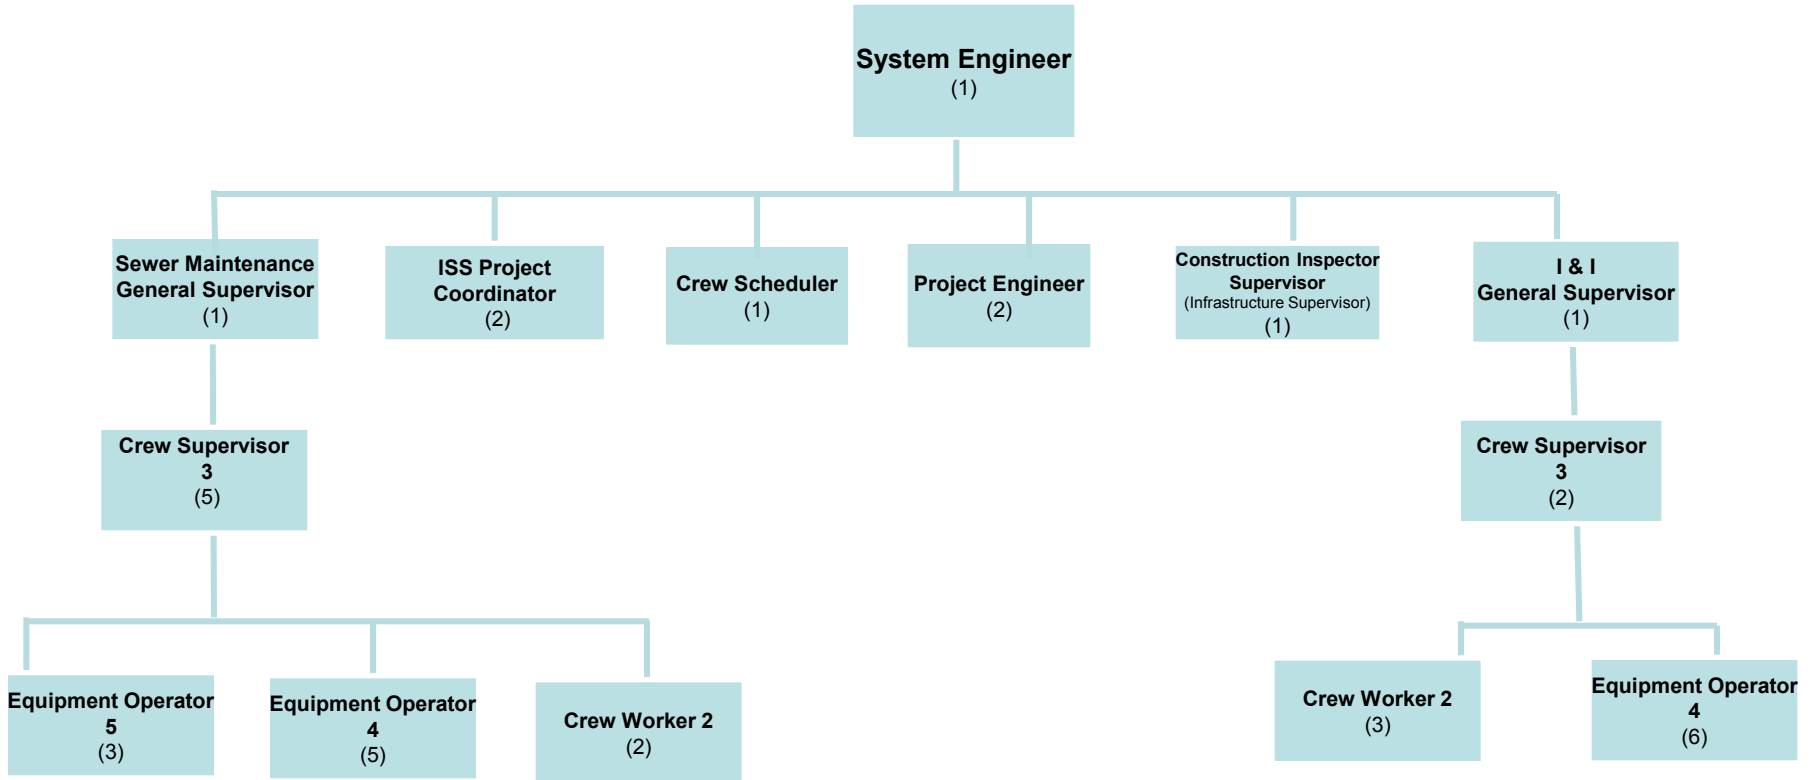 System Engineer
(1)
Sewer Maintenance
General Supervisor
(1)
ISS Project
Coordinator
(2)
Crew Scheduler
(1)
Project Engineer
(2)
Construction Inspector
Supervisor
(Infrastructure Supervisor)
(1)
I & I
General Supervisor
(1)
Crew Supervisor
3
(5)
Crew Supervisor
3
(2)
Equipment Operator
5
(3)
Equipment Operator
4
(5)
Crew Worker 2
(2)
Crew Worker 2
(3)
Equipment Operator
4
(6)